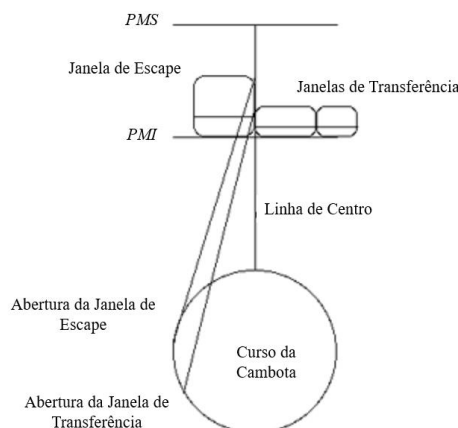 PMS
Janela de Escape
Janelas de Transferência
PMI
Linha de Centro
Abertura da Janela de
Escape
Curso da
Cambota
Abertura da Janela de
Transferência